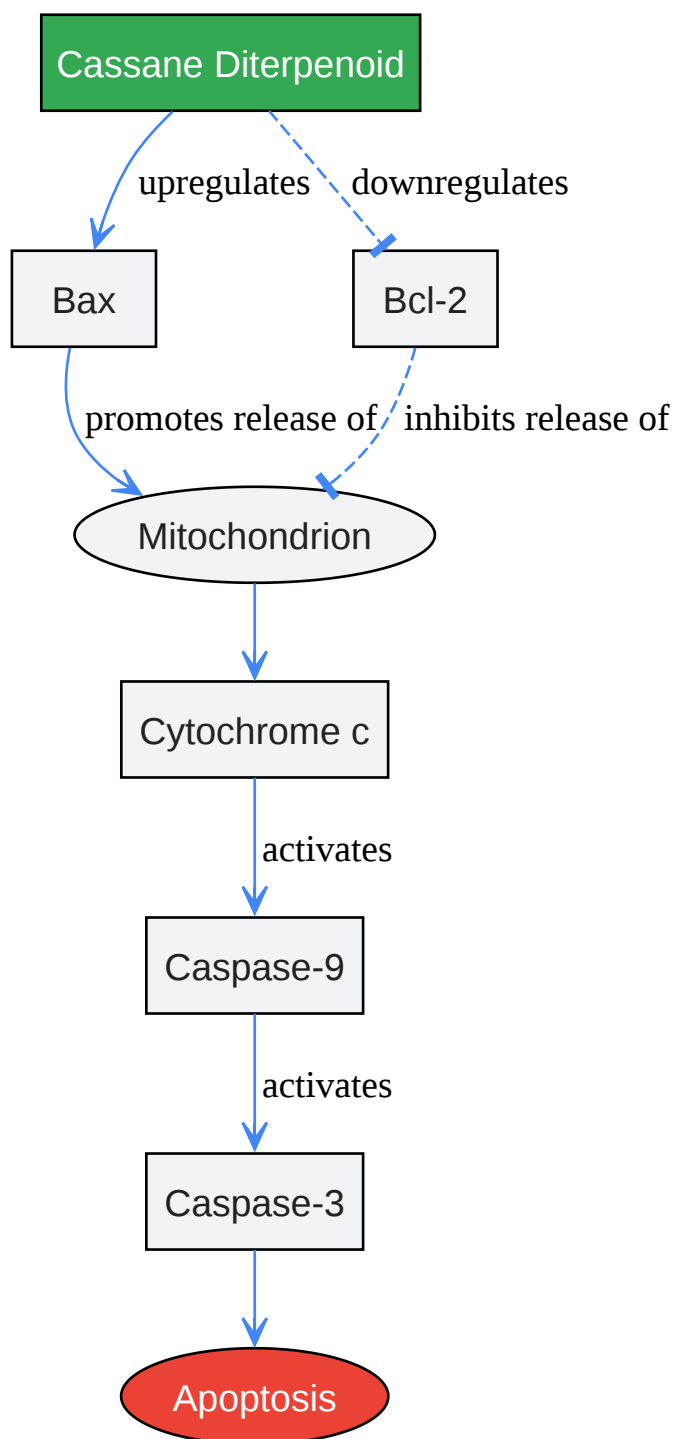 Cassane Diterpenoid
upregulates
downregulates
Bax
Bcl-2
promotes release of
inhibits release of
Mitochondrion
Cytochrome c
activates
Caspase-9
activates
Caspase-3
Apoptosis